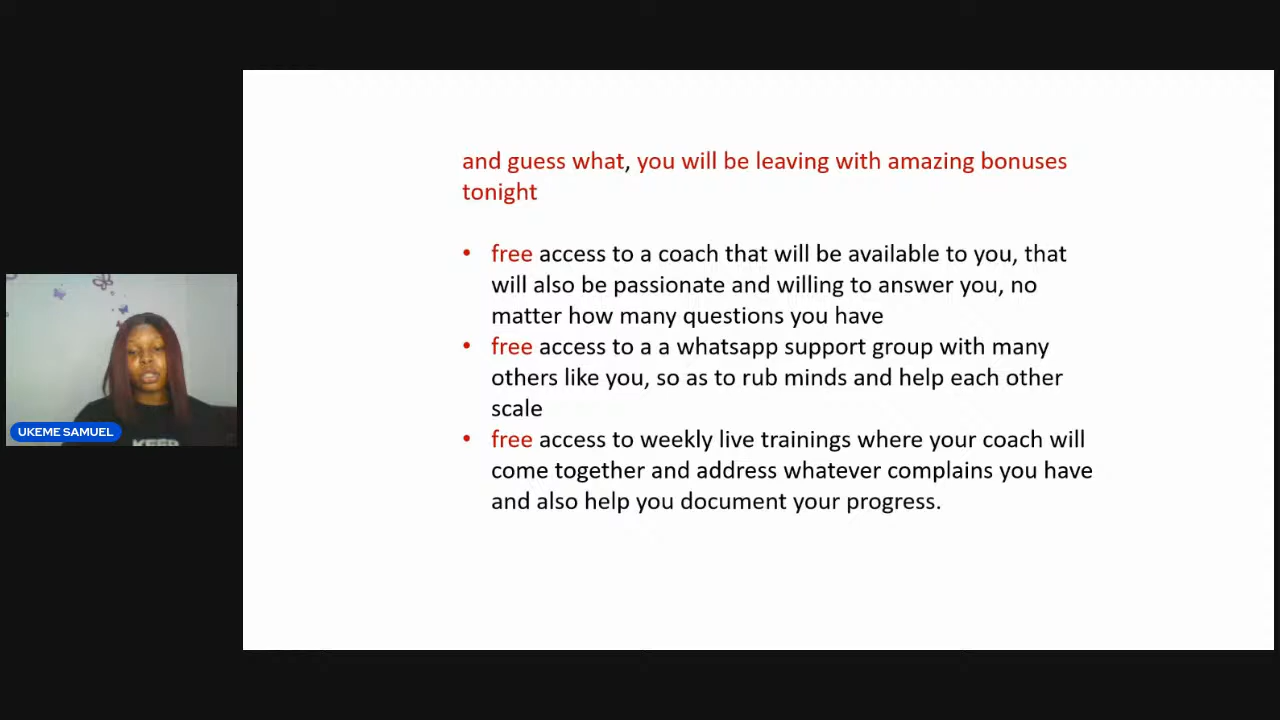 and guess what, you will be leaving with amazing bonuses
tonight
• free access to a coach that will be available to you, that
will also be passionate and willing to answer you, no
matter how many questions you have
• free access to a a whatsapp support group with many
others like you, so as to rub minds and help each other
scale
• free access to weekly live trainings where your coach will
come together and address whatever complains you have
and also help you document your progress.
UKEME SAMUEL
KEEP